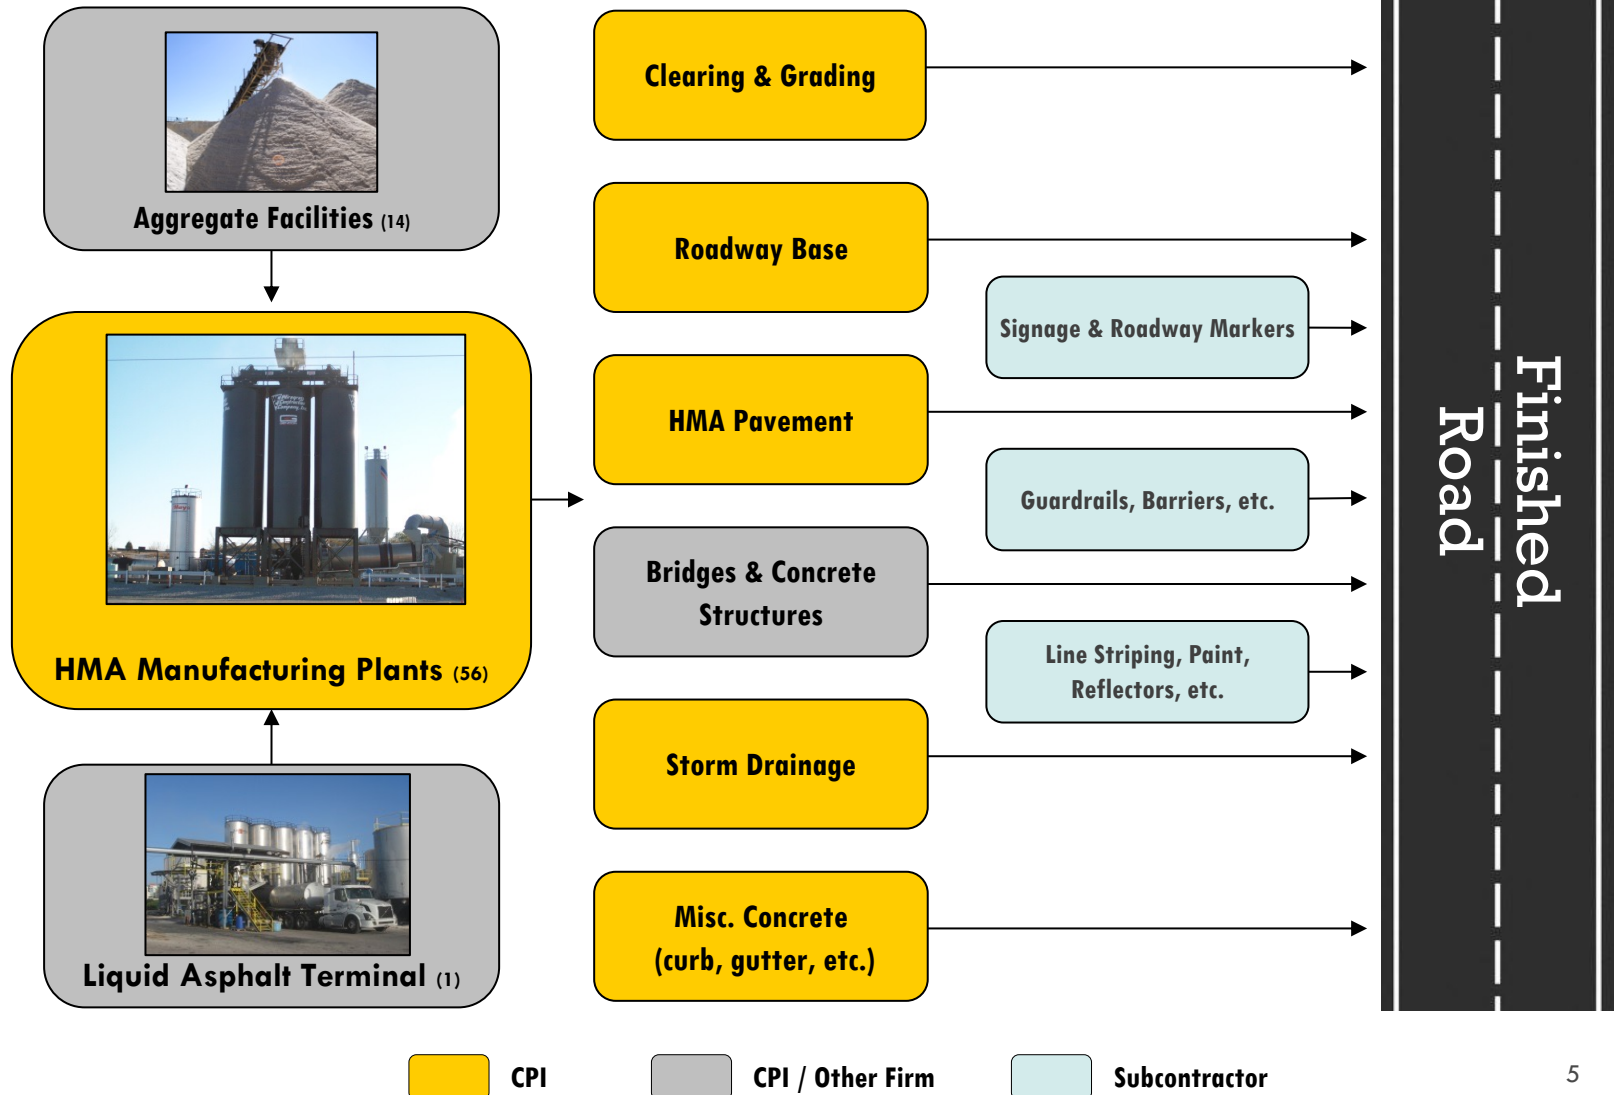 Aggregate Facilities (14)
HMA Manufacturing Plants (56)
Liquid Asphalt Terminal (1)
Clearing & Grading
Roadway Base
HMA Pavement
Bridges & Concrete
Structures
Storm Drainage
Misc. Concrete
(curb, gutter, etc.)
Signage & Roadway Markers
Guardrails, Barriers, etc.
Line Striping, Paint,
Reflectors, etc.
Finished
Road
CPI
CPI / Other Firm
Subcontractor
5